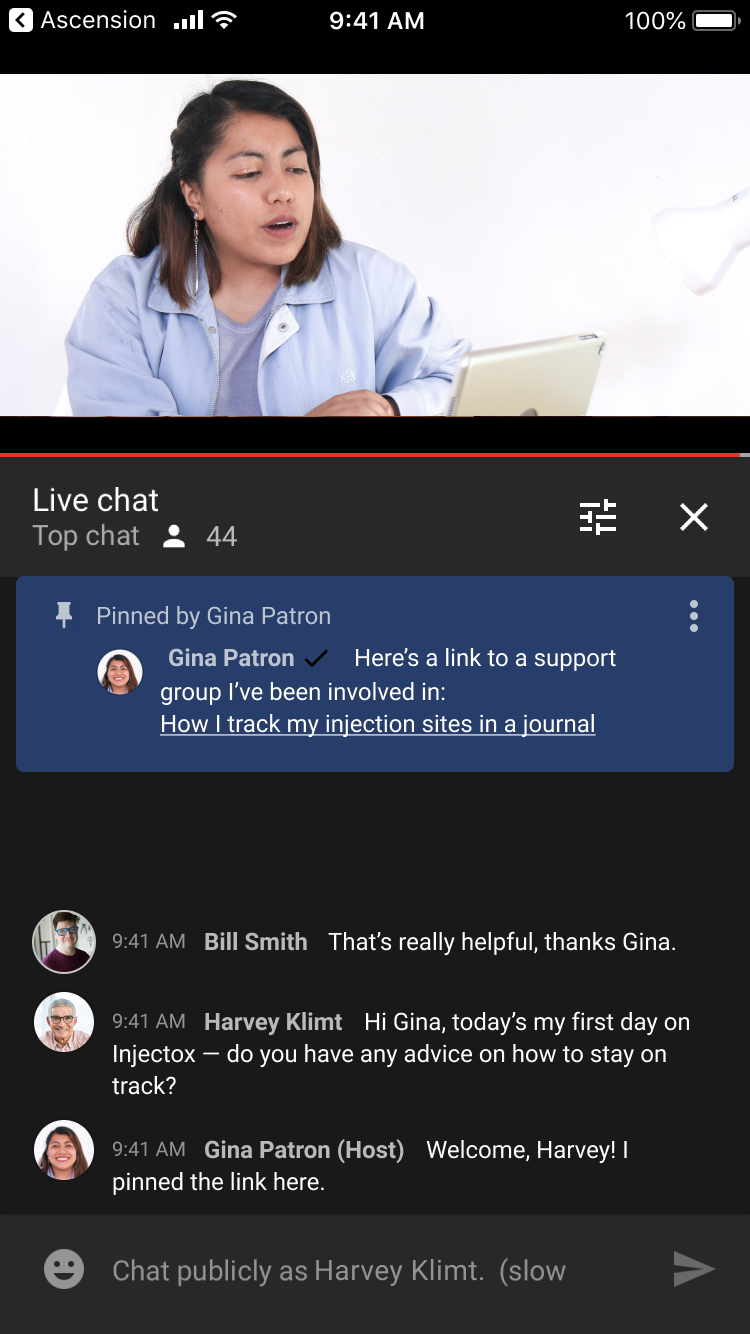 Ascension 9:41 AM 100%
Live chat
Top chat 44
Pinned by Gina Patron
Gina Patron Here’s a link to a support
group I’ve been involved in:
How I track my injection sites in a journal
9:41 AM Bill Smith That’s really helpful, thanks Gina.
9:41 AM Harvey Klimt Hi Gina, today’s my first day on
Injectox — do you have any advice on how to stay on
track?
9:41 AM Gina Patron (Host) Welcome, Harvey! I
pinned the link here.
Chat publicly as Harvey Klimt. (slow